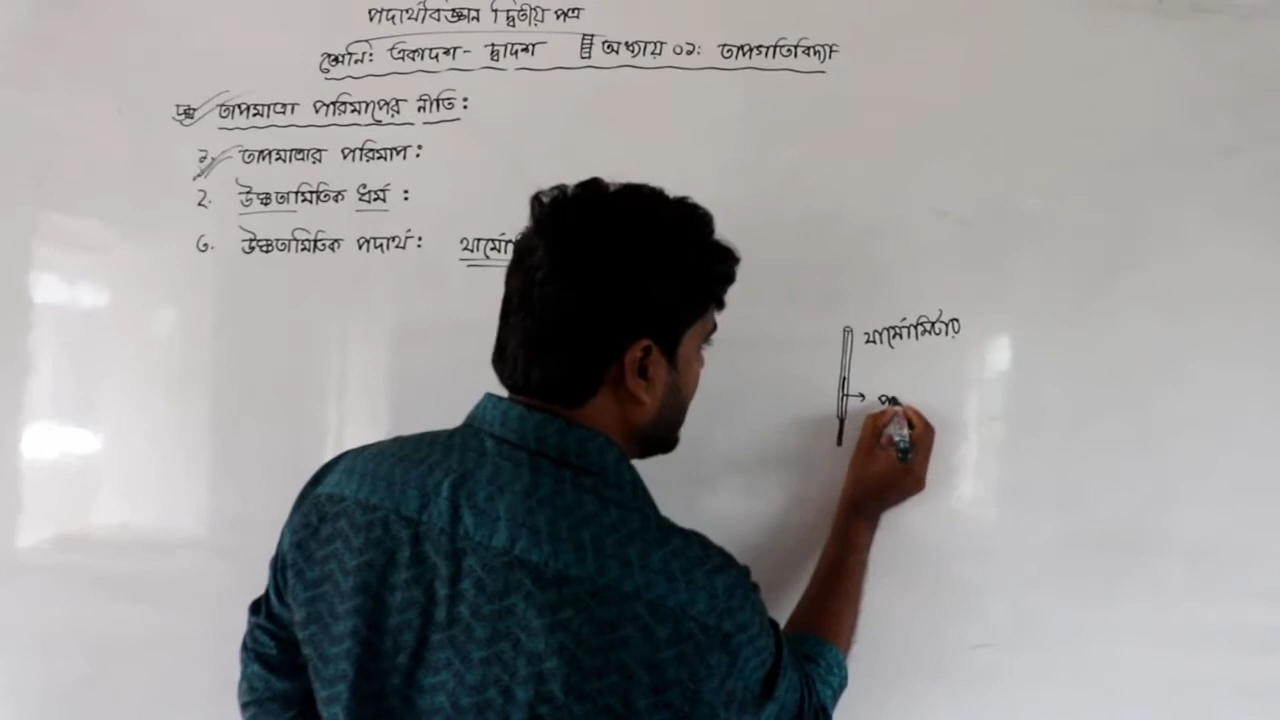 পদার্থবিজ্ঞান দ্বিতীয় পত্র
শ্রেণি: একাদশ - দ্বাদশ অধ্যায় ০১: তাপগতিবিদ্যা
তাপমাত্রা পরিমাপের নীতি:
১. তাপমাত্রার পরিমাপ:
২. উষ্ণতামিতিক ধর্ম:
৩. উষ্ণতামিতিক পদার্থ:
থার্মোমিটার